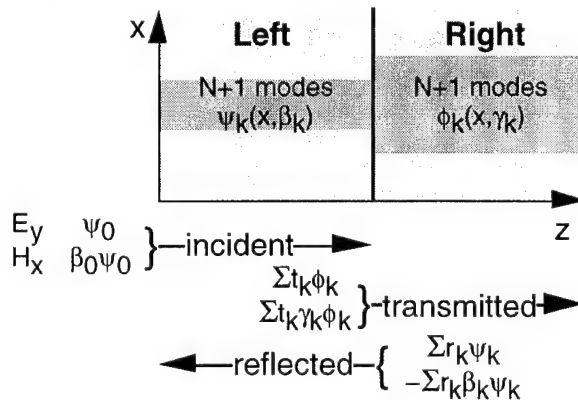 x Left Right
N+1 modes N+1 modes
ψk(x,βk) ϕk(x,γk)
z
Ey ψ0
Hx β0ψ0
incident
Σtkϕk
Σtkγkϕk
transmitted
reflected
Σrkψk
-Σrkβkψk